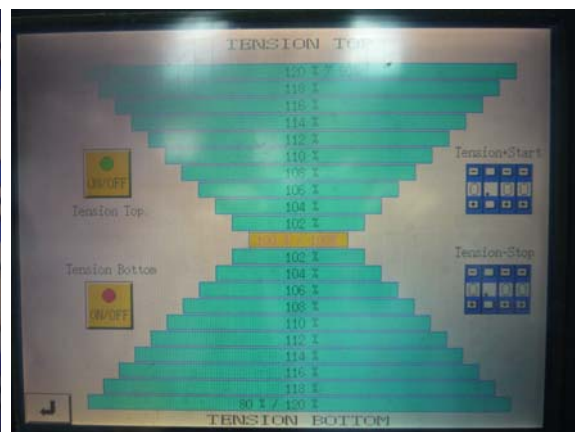 TENSION TOP
120 %
118 %
116 %
114 %
112 %
110 %
108 %
106 %
104 %
102 %
102 %
104 %
106 %
108 %
110 %
112 %
114 %
116 %
118 %
80 % / 120 %
TENSION BOTTOM
ON/OFF
Tension Top
Tension Bottom
ON/OFF
Tension+Start
Tension-Stop